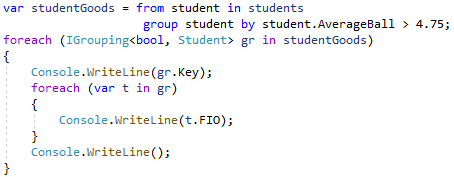 var studentGoods = from student in students
                   group student by student.AverageBall > 4.75;
foreach (IGrouping<bool, Student> gr in studentGoods)
{
    Console.WriteLine(gr.Key);
    foreach (var t in gr)
    {
        Console.WriteLine(t.FIO);
    }
    Console.WriteLine();
}